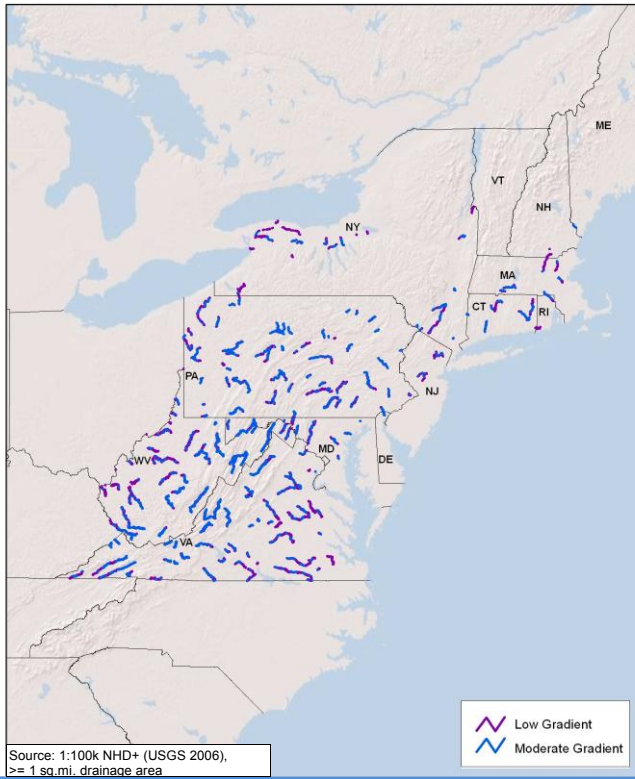 ME
VT
NH
NY
MA
CT
RI
PA
NJ
MD
DE
WV
VA
Low Gradient
Moderate Gradient
Source: 1:100k NHD+ (USGS 2006),
>= 1 sq.mi. drainage area